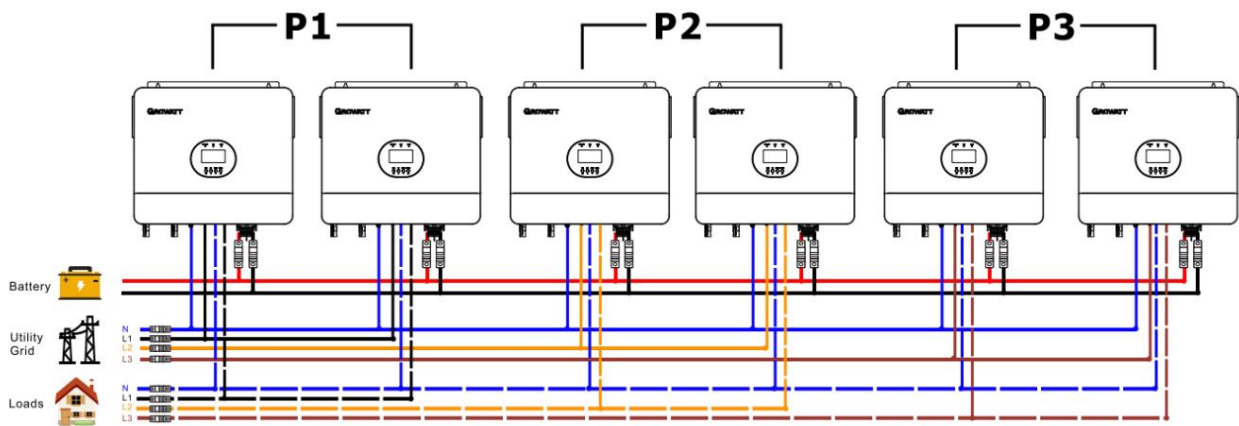 P1 P2 P3
GROWATT GROWATT GROWATT GROWATT GROWATT GROWATT
Battery
Utility
Grid
N
L1
L2
L3
Loads
N
L1
L2
L3